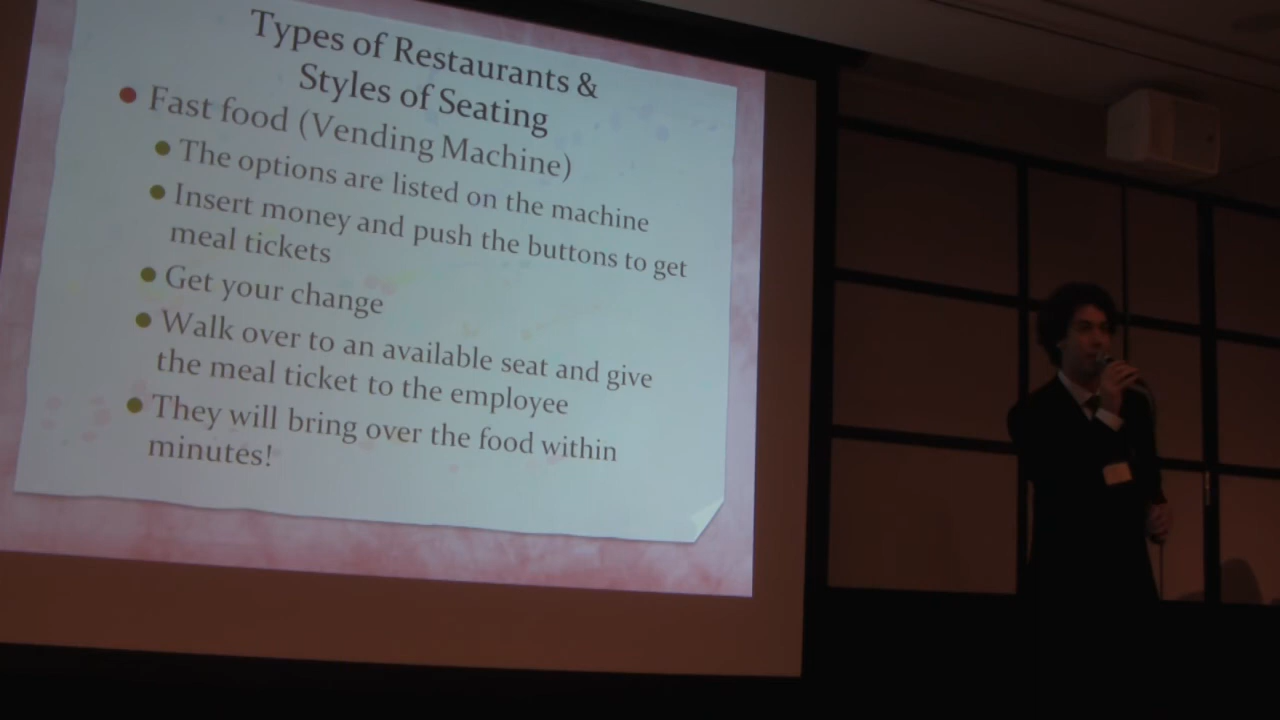 Types of Restaurants &
Styles of Seating
Fast food (Vending Machine)
The options are listed on the machine
Insert money and push the buttons to get
meal tickets
Get your change
Walk over to an available seat and give
the meal ticket to the employee
They will bring over the food within
minutes!